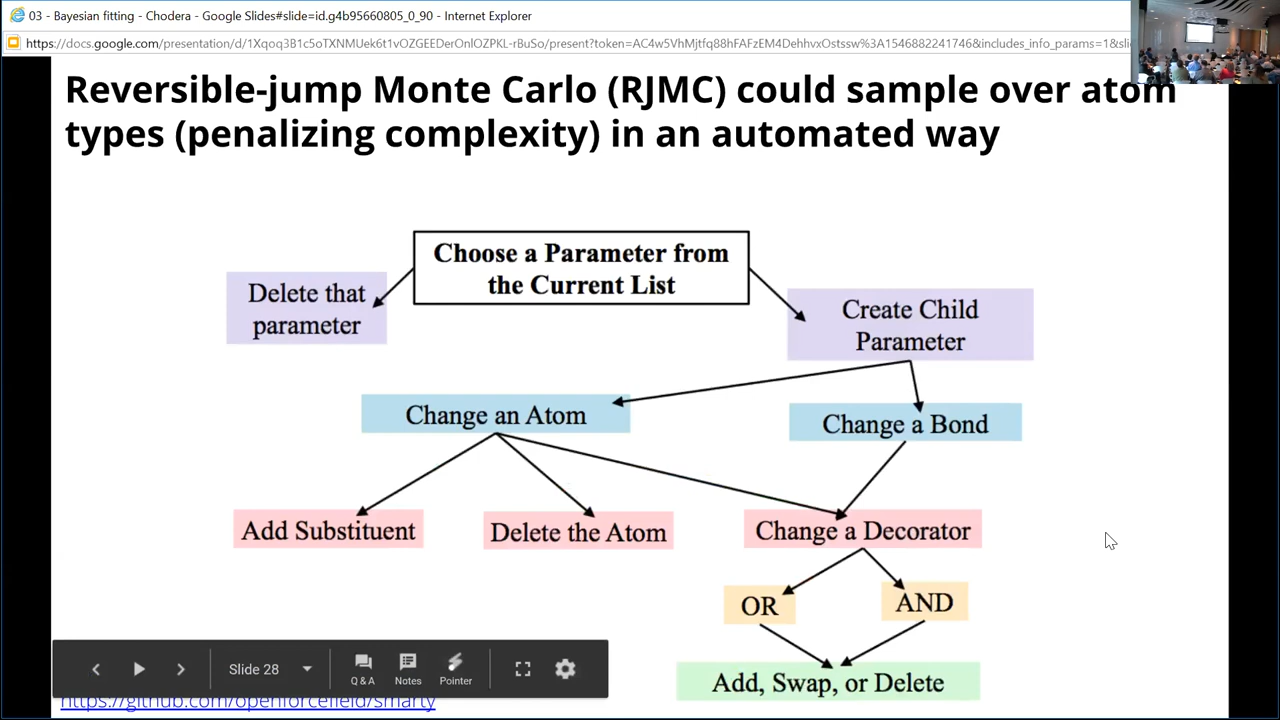 03 - Bayesian fitting - Chodera - Google Slides#slide=id.g4b95660805_0_90 - Internet Explorer
https://docs.google.com/presentation/d/1Xqoq3B1c5oTXNMUek6t1vOZGEEDerOnlOZPKL-rBuSo/present?token=AC4w5VhMjtfq88hFAFzEM4DehhvxOstssw%3A1546882241746&includes_info_params=1&sli
Reversible-jump Monte Carlo (RJMC) could sample over atom
types (penalizing complexity) in an automated way
Choose a Parameter from
the Current List
Delete that
parameter
Create Child
Parameter
Change an Atom
Change a Bond
Add Substituent
Delete the Atom
Change a Decorator
OR
AND
Add, Swap, or Delete
Slide 28
Q & A
Notes
Pointer
https://github.com/openforcefield/smarty